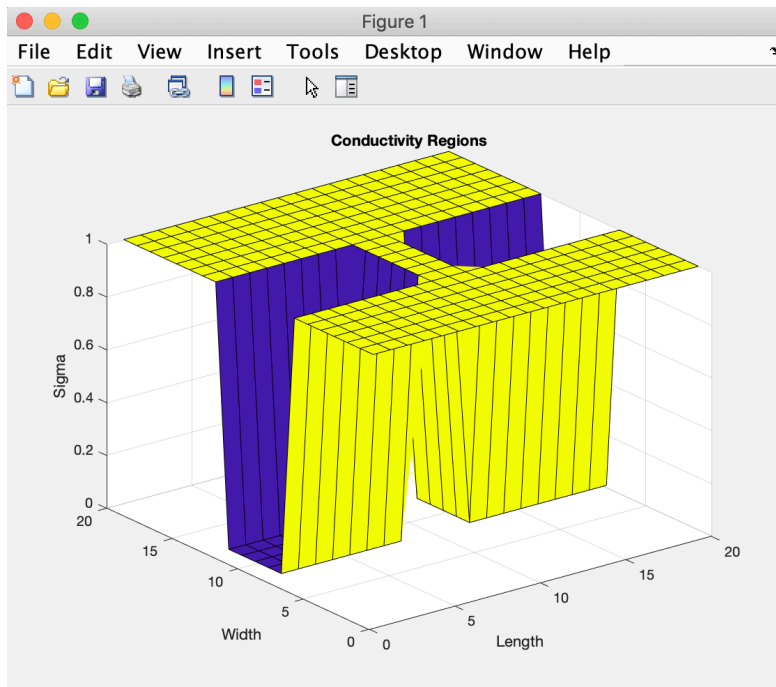 Figure 1
File Edit View Insert Tools Desktop Window Help
Conductivity Regions
1
0.8
0.6
0.4
0.2
0
Sigma
20
15
10
5
0
Width
0
5
10
15
20
Length